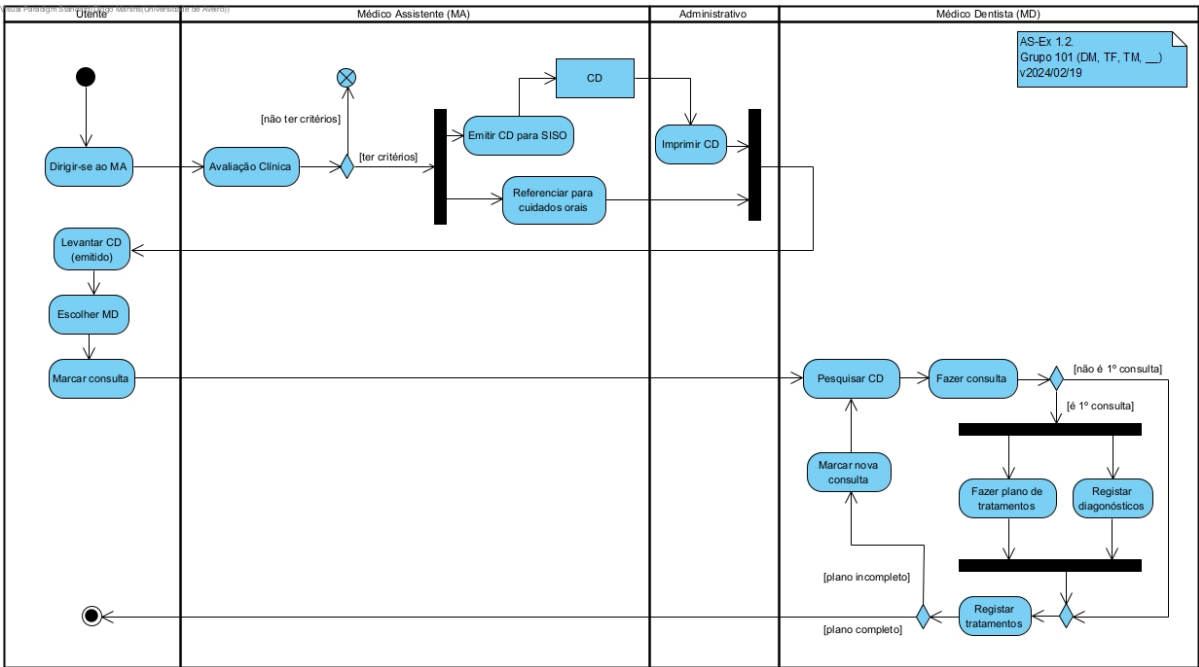 Utente
Médico Assistente (MA)
Administrativo
Médico Dentista (MD)
AS-Ex 1.2.
Grupo 101 (DM, TF, TM, __)
v2024/02/19
CD
[não ter critérios]
Emitir CD para SISO
Imprimir CD
[ter critérios]
Dirigir-se ao MA
Avaliação Clínica
Referenciar para
cuidados orais
Levantar CD
(emitido)
Escolher MD
Marcar consulta
Pesquisar CD
Fazer consulta
[não é 1º consulta]
[é 1º consulta]
Marcar nova
consulta
Fazer plano de
tratamentos
Registar
diagonósticos
[plano incompleto]
Registar
tratamentos
[plano completo]